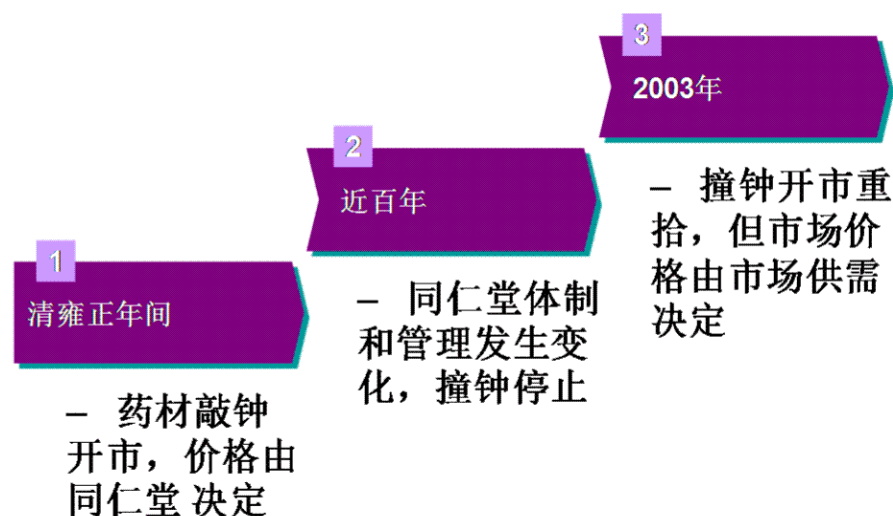 1
清雍正年间
– 药材敲钟
开市，价格由
同仁堂 决定
2
近百年
– 同仁堂体制
和管理发生变
化，撞钟停止
3
2003年
– 撞钟开市重
拾，但市场价
格由市场供需
决定